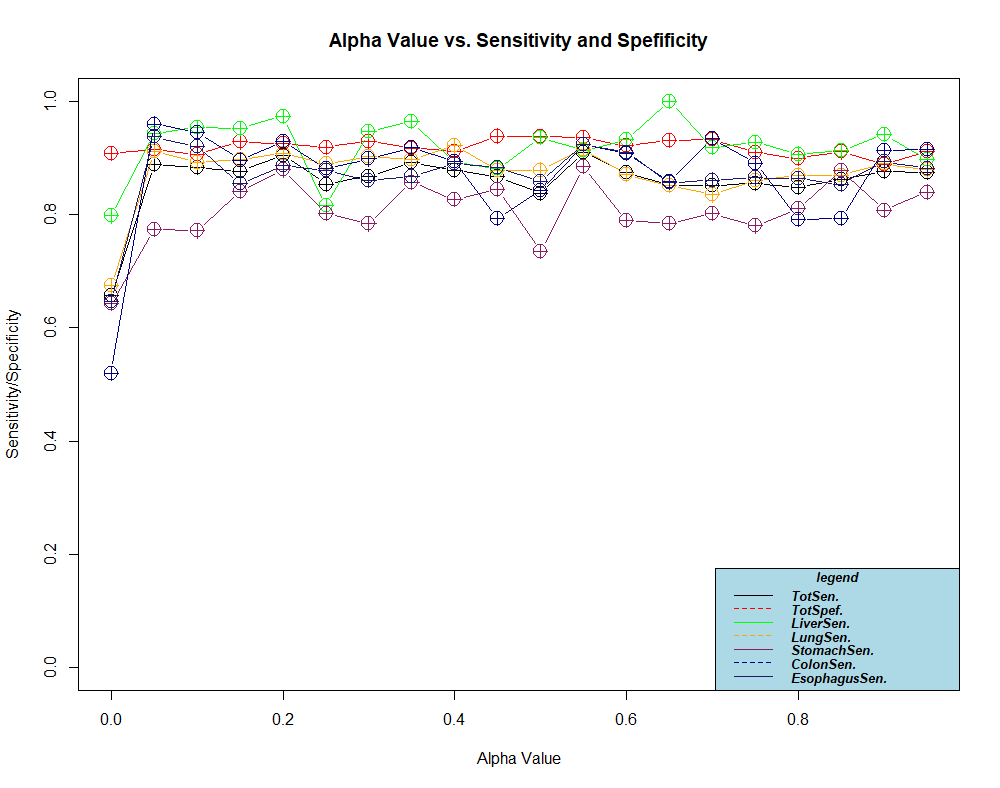 Alpha Value vs. Sensitivity and Spefificity
Sensitivity/Specificity
1.0
0.8
0.6
0.4
0.2
0.0
legend
TotSen.
TotSpef.
LiverSen.
LungSen.
StomachSen.
ColonSen.
EsophagusSen.
0.0 0.2 0.4 0.6 0.8
Alpha Value